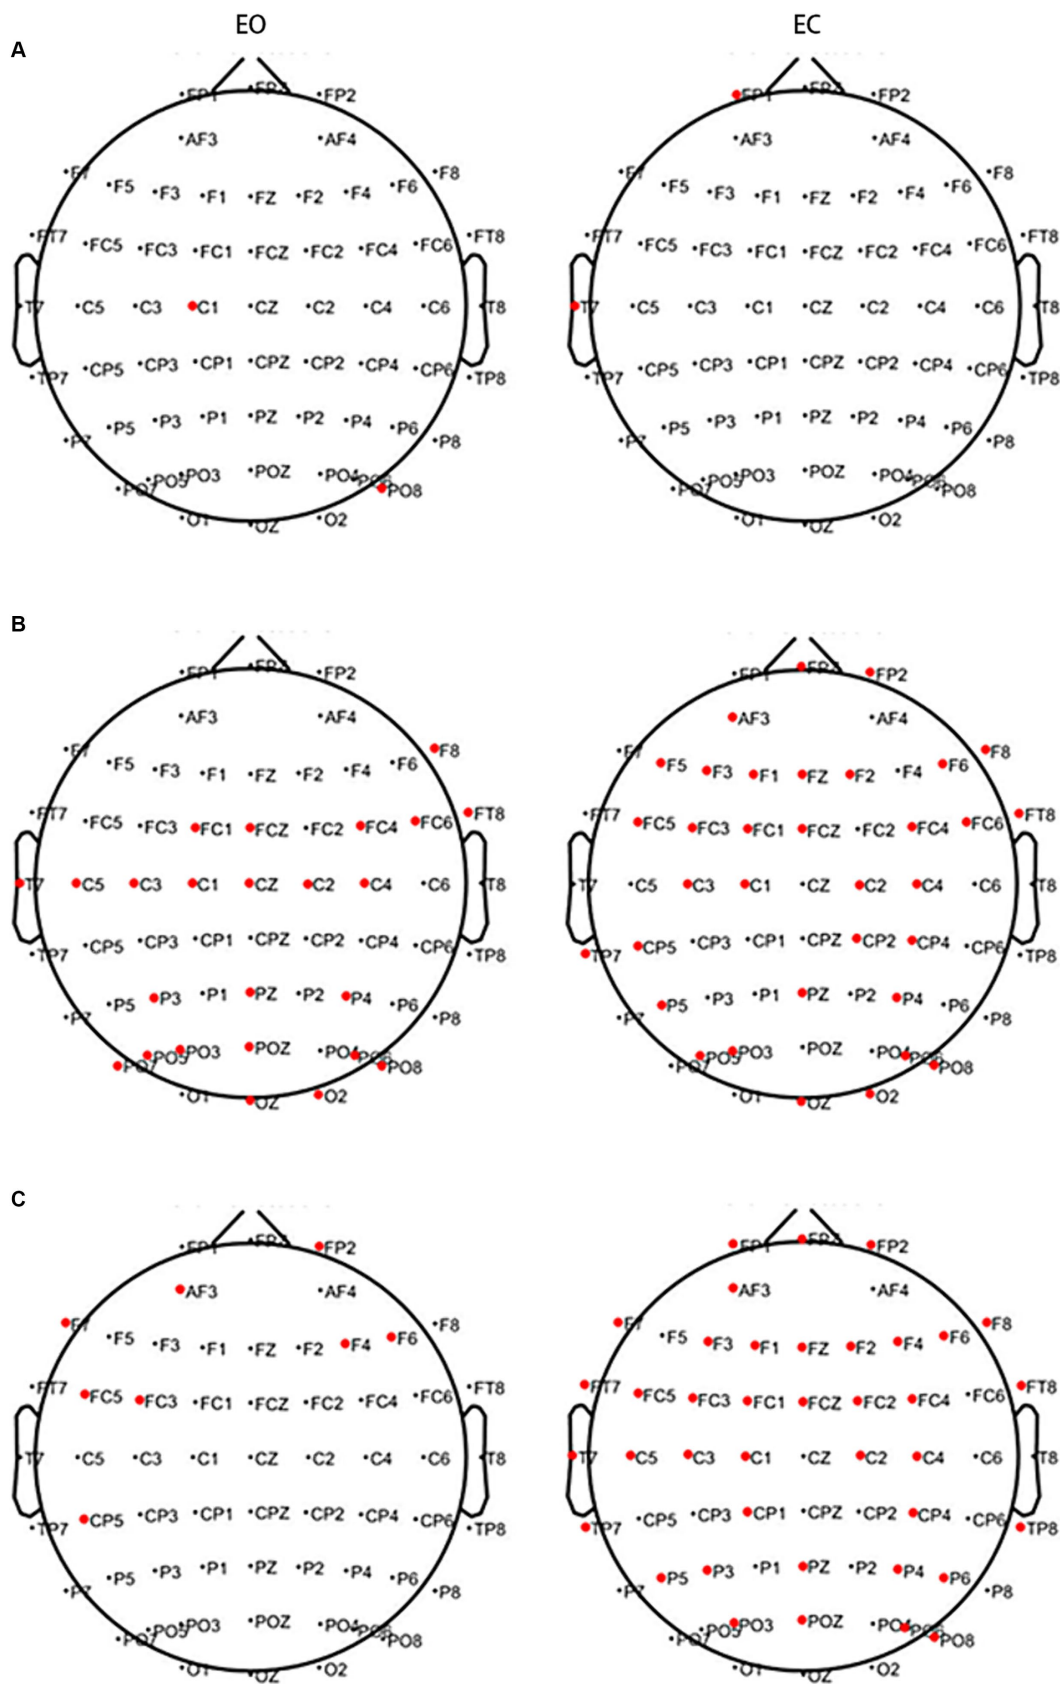 EO EC
A
FP1 FP2 FP1 FP2
AF3 AF4 AF3 AF4
F7 F5 F3 F1 FZ F2 F4 F6 F8 F7 F5 F3 F1 FZ F2 F4 F6 F8
FT7 FC5 FC3 FC1 FCZ FC2 FC4 FC6 FT8 FT7 FC5 FC3 FC1 FCZ FC2 FC4 FC6 FT8
T7 C5 C3 C1 CZ C2 C4 C6 T8 T7 C5 C3 C1 CZ C2 C4 C6 T8
TP7 CP5 CP3 CP1 CPZ CP2 CP4 CP6 TP8 TP7 CP5 CP3 CP1 CPZ CP2 CP4 CP6 TP8
P7 P5 P3 P1 PZ P2 P4 P6 P8 P7 P5 P3 P1 PZ P2 P4 P6 P8
PO7 PO5 PO3 POZ PO4 PO6 PO8 PO7 PO5 PO3 POZ PO4 PO6 PO8
O1 OZ O2 O1 OZ O2
B
FP1 FP2 FP1 FP2
AF3 AF4 AF3 AF4
F7 F5 F3 F1 FZ F2 F4 F6 F8 F7 F5 F3 F1 FZ F2 F4 F6 F8
FT7 FC5 FC3 FC1 FCZ FC2 FC4 FC6 FT8 FT7 FC5 FC3 FC1 FCZ FC2 FC4 FC6 FT8
T7 C5 C3 C1 CZ C2 C4 C6 T8 T7 C5 C3 C1 CZ C2 C4 C6 T8
TP7 CP5 CP3 CP1 CPZ CP2 CP4 CP6 TP8 TP7 CP5 CP3 CP1 CPZ CP2 CP4 CP6 TP8
P7 P5 P3 P1 PZ P2 P4 P6 P8 P7 P5 P3 P1 PZ P2 P4 P6 P8
PO7 PO5 PO3 POZ PO4 PO6 PO8 PO7 PO5 PO3 POZ PO4 PO6 PO8
O1 OZ O2 O1 OZ O2
C
FP1 FP2 FP1 FP2
AF3 AF4 AF3 AF4
F7 F5 F3 F1 FZ F2 F4 F6 F8 F7 F5 F3 F1 FZ F2 F4 F6 F8
FT7 FC5 FC3 FC1 FCZ FC2 FC4 FC6 FT8 FT7 FC5 FC3 FC1 FCZ FC2 FC4 FC6 FT8
T7 C5 C3 C1 CZ C2 C4 C6 T8 T7 C5 C3 C1 CZ C2 C4 C6 T8
TP7 CP5 CP3 CP1 CPZ CP2 CP4 CP6 TP8 TP7 CP5 CP3 CP1 CPZ CP2 CP4 CP6 TP8
P7 P5 P3 P1 PZ P2 P4 P6 P8 P7 P5 P3 P1 PZ P2 P4 P6 P8
PO7 PO5 PO3 POZ PO4 PO6 PO8 PO7 PO5 PO3 POZ PO4 PO6 PO8
O1 OZ O2 O1 OZ O2